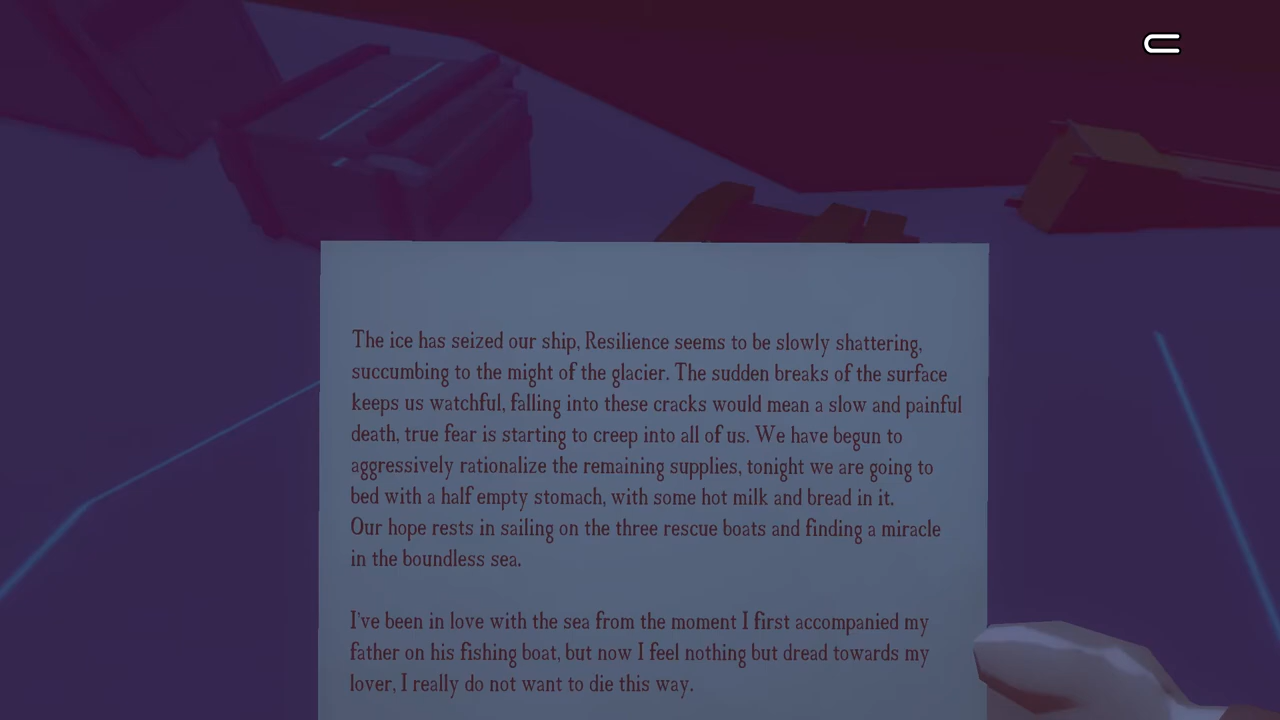 The ice has seized our ship, Resilience seems to be slowly shattering,
succumbing to the might of the glacier. The sudden breaks of the surface
keeps us watchful, falling into these cracks would mean a slow and painful
death, true fear is starting to creep into all of us. We have begun to
aggressively rationalize the remaining supplies, tonight we are going to
bed with a half empty stomach, with some hot milk and bread in it.
Our hope rests in sailing on the three rescue boats and finding a miracle
in the boundless sea.
I've been in love with the sea from the moment I first accompanied my
father on his fishing boat, but now I feel nothing but dread towards my
lover, I really do not want to die this way.